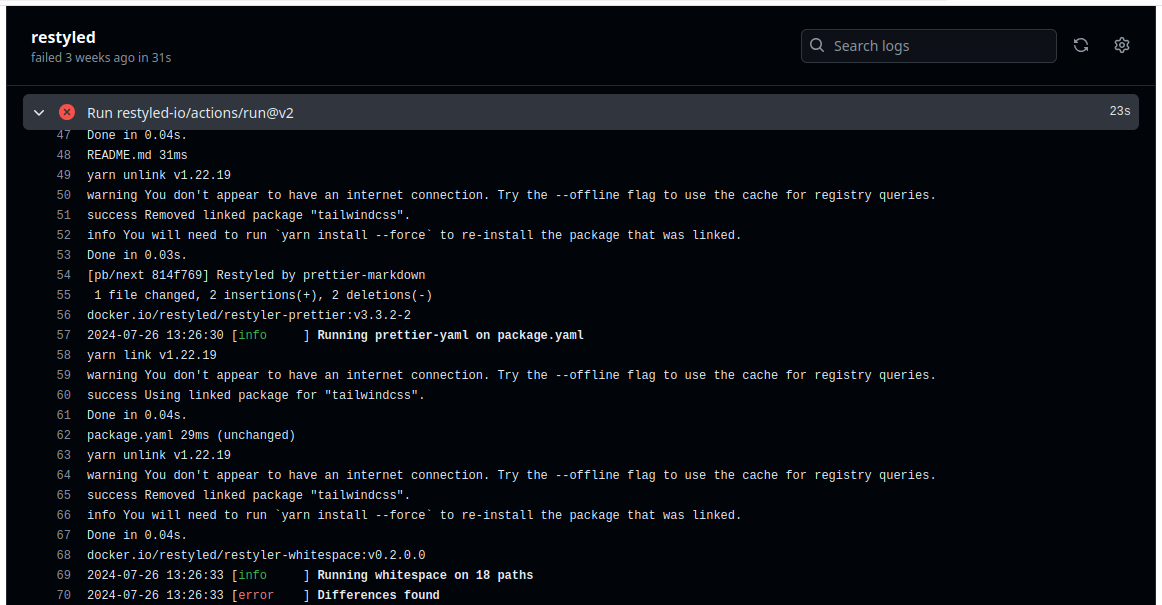 restyled
failed 3 weeks ago in 31s
Search logs
Run restyled-io/actions/run@v2
23s
47 Done in 0.04s.
48 README.md 31ms
49 yarn unlink v1.22.19
50 warning You don't appear to have an internet connection. Try the --offline flag to use the cache for registry queries.
51 success Removed linked package "tailwindcss".
52 info You will need to run `yarn install --force` to re-install the package that was linked.
53 Done in 0.03s.
54 [pb/next 814f769] Restyled by prettier-markdown
55 1 file changed, 2 insertions(+), 2 deletions(-)
56 docker.io/restyled/restyler-prettier:v3.3.2-2
57 2024-07-26 13:26:30 [info     ] Running prettier-yaml on package.yaml
58 yarn link v1.22.19
59 warning You don't appear to have an internet connection. Try the --offline flag to use the cache for registry queries.
60 success Using linked package for "tailwindcss".
61 Done in 0.04s.
62 package.yaml 29ms (unchanged)
63 yarn unlink v1.22.19
64 warning You don't appear to have an internet connection. Try the --offline flag to use the cache for registry queries.
65 success Removed linked package "tailwindcss".
66 info You will need to run `yarn install --force` to re-install the package that was linked.
67 Done in 0.04s.
68 docker.io/restyled/restyler-whitespace:v0.2.0.0
69 2024-07-26 13:26:33 [info     ] Running whitespace on 18 paths
70 2024-07-26 13:26:33 [error    ] Differences found